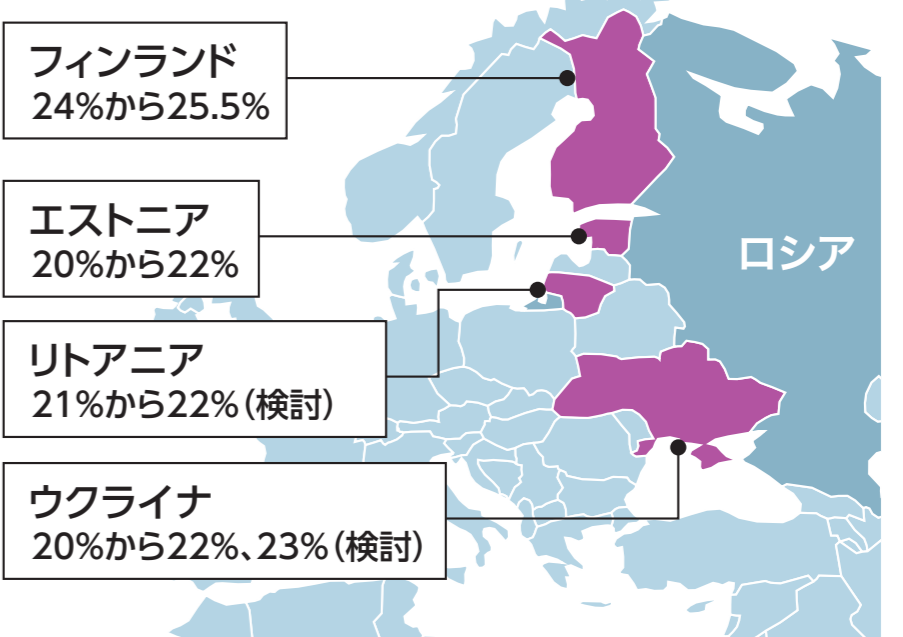 フィンランド
24%から25.5%
エストニア
20%から22%
ロシア
リトアニア
21%から22%(検討)
ウクライナ
20%から22%、23%(検討)